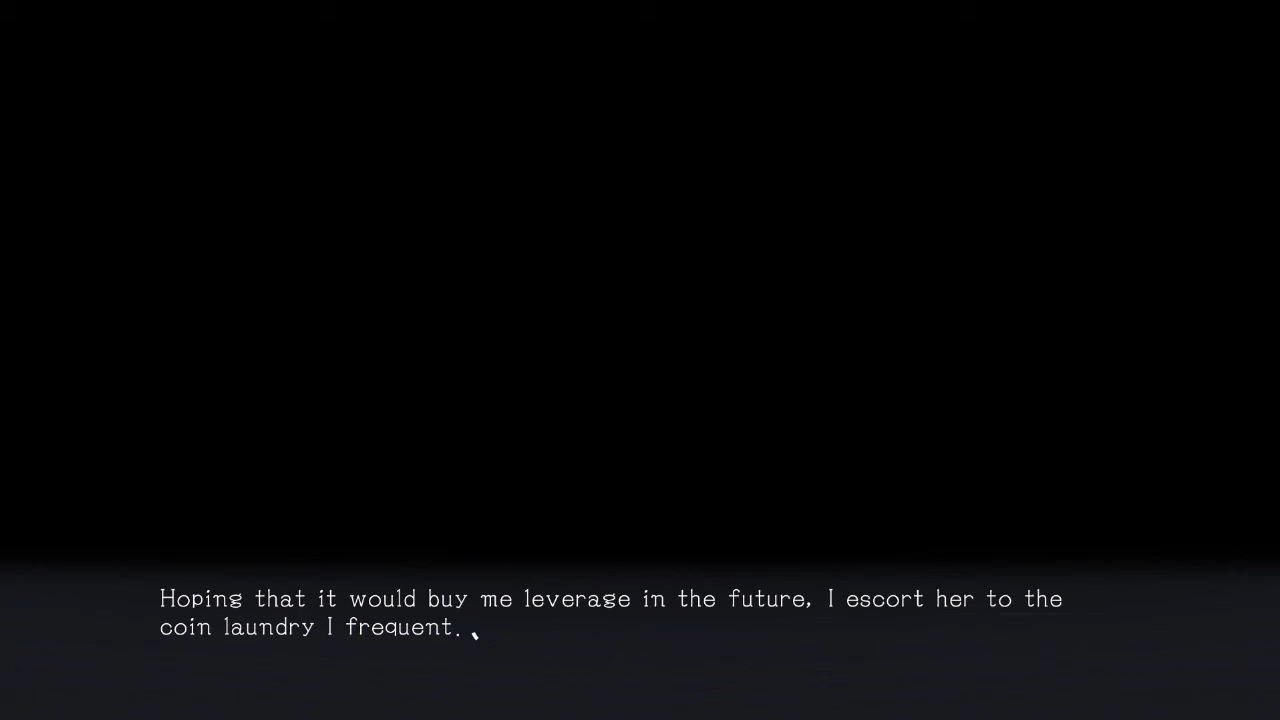 Hoping that it would buy me leverage in the future, I escort her to the
coin laundry I frequent.